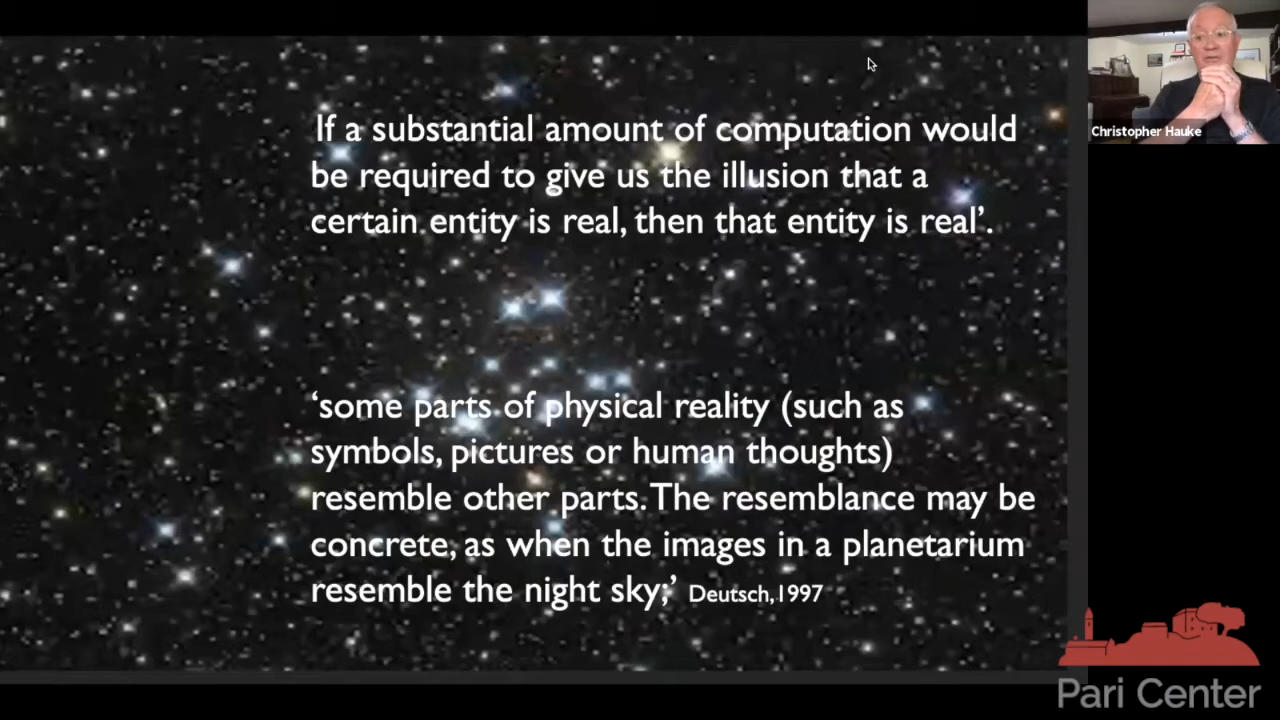 If a substantial amount of computation would
be required to give us the illusion that a
certain entity is real, then that entity is real’.
‘some parts of physical reality (such as
symbols, pictures or human thoughts)
resemble other parts. The resemblance may be
concrete, as when the images in a planetarium
resemble the night sky;’ Deutsch,1997
Christopher Hauke
Pari Center